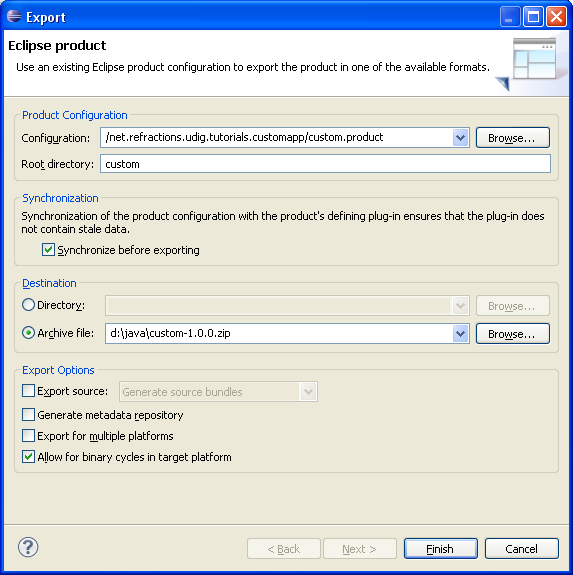 Export
Eclipse product
Use an existing Eclipse product configuration to export the product in one of the available formats.
Product Configuration
Configuration: /net.refractions.udig.tutorials.customapp/custom.product Browse...
Root directory: custom
Synchronization
Synchronization of the product configuration with the product's defining plug-in ensures that the plug-in does
not contain stale data.
Synchronize before exporting
Destination
Directory: Browse...
Archive file: d:\java\custom-1.0.0.zip Browse...
Export Options
Export source: Generate source bundles
Generate metadata repository
Export for multiple platforms
Allow for binary cycles in target platform
? < Back Next > Finish Cancel